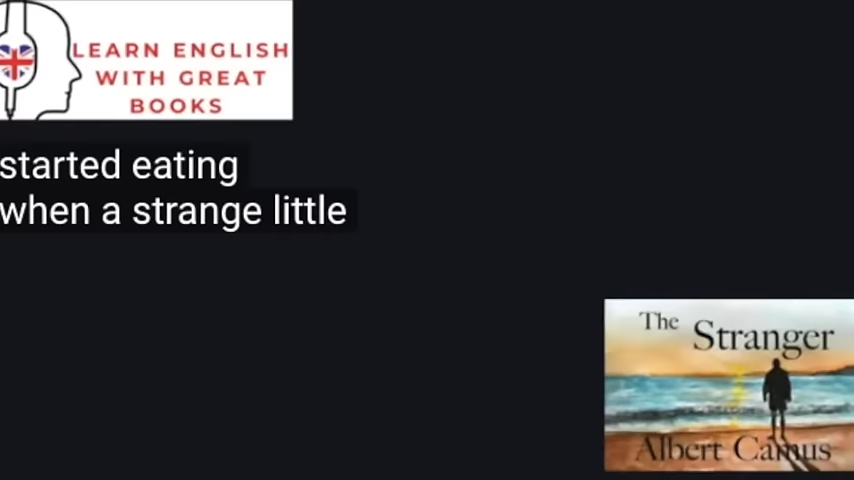 LEARN ENGLISH
WITH GREAT
BOOKS
started eating
when a strange little
The Stranger
Albert Camus